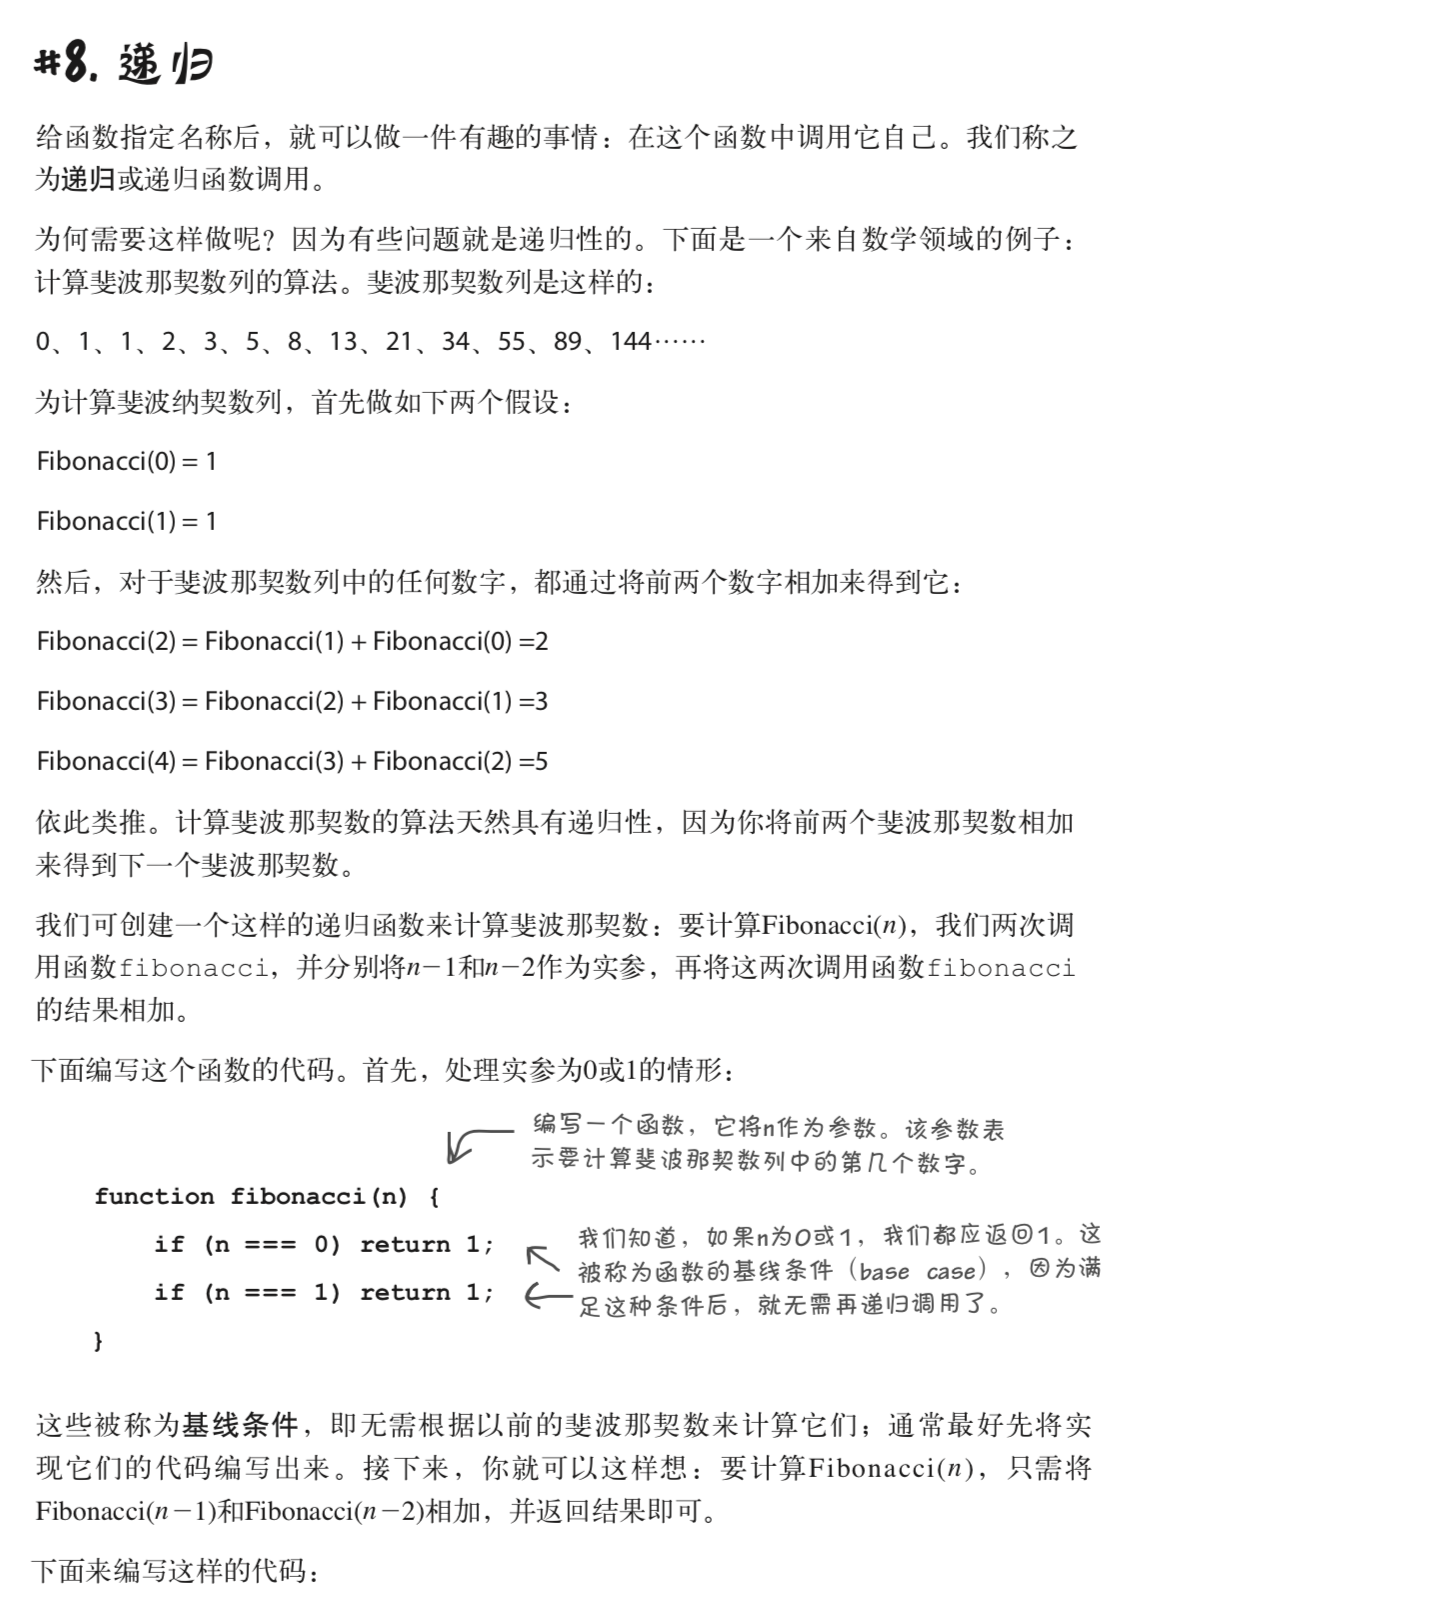 #8. 递归
给函数指定名称后，就可以做一件有趣的事情：在这个函数中调用它自己。我们称之
为递归或递归函数调用。
为何需要这样做呢？因为有些问题就是递归性的。下面是一个来自数学领域的例子：
计算斐波那契数列的算法。斐波那契数列是这样的：
0、1、1、2、3、5、8、13、21、34、55、89、144……
为计算斐波纳契数列，首先做如下两个假设：
Fibonacci(0) = 1
Fibonacci(1) = 1
然后，对于斐波那契数列中的任何数字，都通过将前两个数字相加来得到它：
Fibonacci(2) = Fibonacci(1) + Fibonacci(0) =2
Fibonacci(3) = Fibonacci(2) + Fibonacci(1) =3
Fibonacci(4) = Fibonacci(3) + Fibonacci(2) =5
依此类推。计算斐波那契数的算法天然具有递归性，因为你将前两个斐波那契数相加
来得到下一个斐波那契数。
我们可创建一个这样的递归函数来计算斐波那契数：要计算Fibonacci(n)，我们两次调
用函数fibonacci，并分别将n－1和n－2作为实参，再将这两次调用函数fibonacci
的结果相加。
下面编写这个函数的代码。首先，处理实参为0或1的情形：
编写一个函数，它将n作为参数。该参数表
示要计算斐波那契数列中的第几个数字。
function fibonacci(n) {
if (n === 0) return 1;
if (n === 1) return 1;
}
我们知道，如果n为0或1，我们都应返回1。这
被称为函数的基线条件（base case），因为满
足这种条件后，就无需再递归调用了。
这些被称为基线条件，即无需根据以前的斐波那契数来计算它们；通常最好先将实
现它们的代码编写出来。接下来，你就可以这样想：要计算Fibonacci(n)，只需将
Fibonacci(n－1)和Fibonacci(n－2)相加，并返回结果即可。
下面来编写这样的代码：